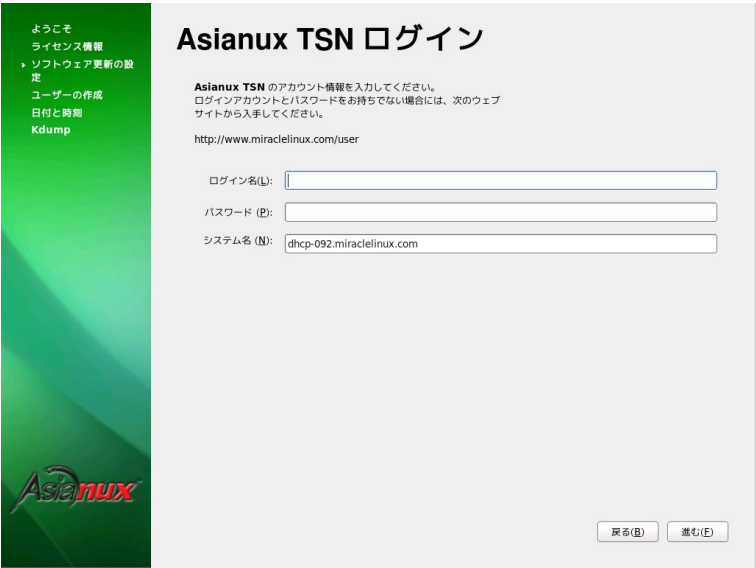 ようこそ
ライセンス情報
ソフトウェア更新の設
定
ユーザーの作成
日付と時刻
Kdump
Asianux
Asianux TSN ログイン
Asianux TSN のアカウント情報を入力してください。
ログインアカウントとパスワードをお持ちでない場合には、次のウェブ
サイトから入手してください。
http://www.miraclelinux.com/user
ログイン名(L):
パスワード (P):
システム名 (N):
dhcp-092.miraclelinux.com
戻る(B)
進む(F)